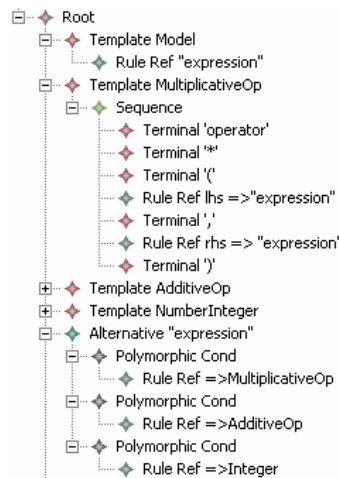 Root
Template Model
Rule Ref "expression"
Template MultiplicativeOp
Sequence
Terminal 'operator'
Terminal '*'
Terminal '('
Rule Ref lhs =>"expression"
Terminal ','
Rule Ref rhs => "expression'
Terminal ')'
Template AdditiveOp
Template NumberInteger
Alternative "expression"
Polymorphic Cond
Rule Ref =>MultiplicativeOp
Polymorphic Cond
Rule Ref =>AdditiveOp
Polymorphic Cond
Rule Ref =>Integer